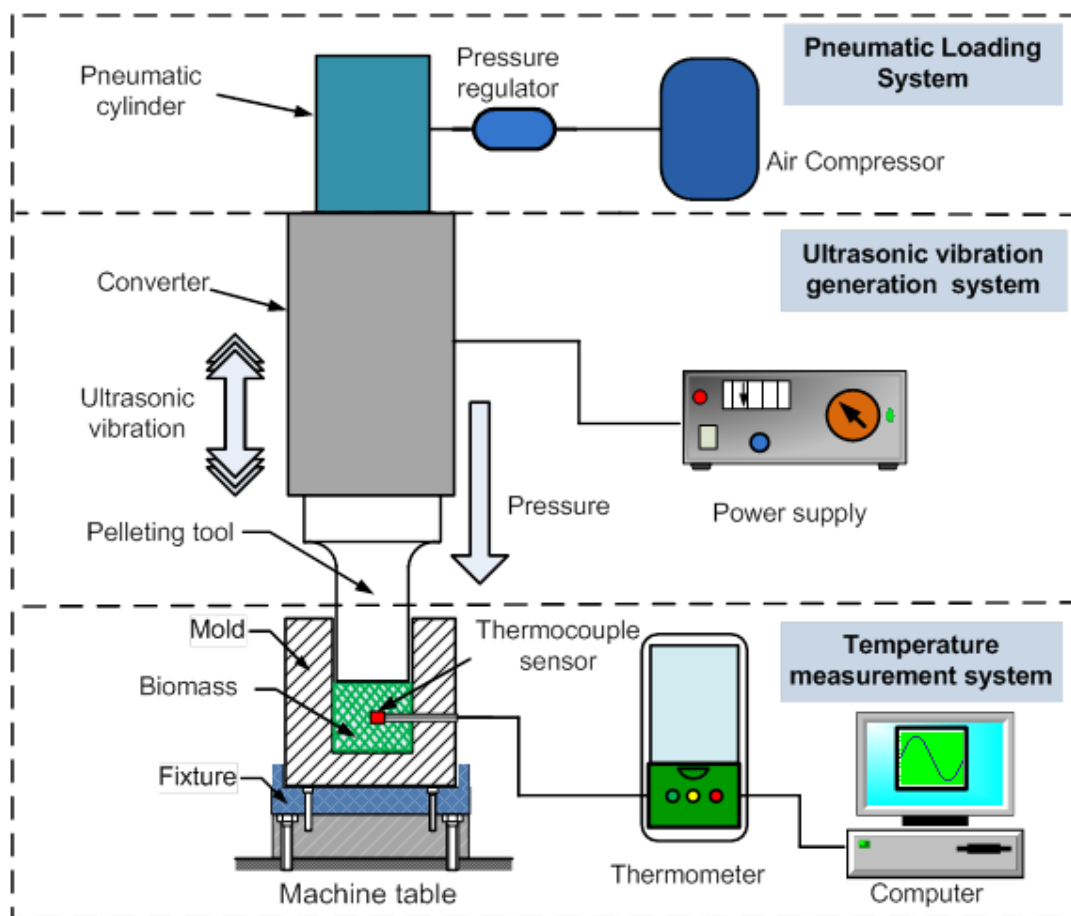 Pneumatic Loading
System
Pneumatic
cylinder
Pressure
regulator
Air Compressor
Ultrasonic vibration
generation system
Converter
Ultrasonic
vibration
Pressure
Power supply
Pelleting tool
Temperature
measurement system
Mold
Thermocouple
sensor
Biomass
Fixture
Machine table
Thermometer
Computer